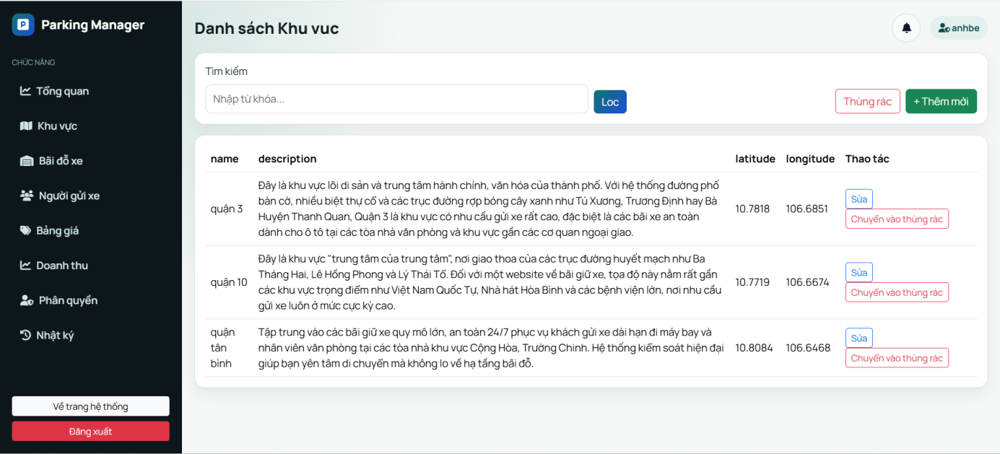 Parking Manager
CHỨC NĂNG
Tổng quan
Khu vực
Bãi đỗ xe
Người gửi xe
Bảng giá
Doanh thu
Phân quyền
Nhật ký
Về trang hệ thống
Đăng xuất
Danh sách Khu vuc
anhbe
Tìm kiếm
Nhập từ khóa...
Loc
Thùng rác
+ Thêm mới
name description latitude longitude Thao tác
Đây là khu vực lõi di sản và trung tâm hành chính, văn hóa của thành phố. Với hệ thống đường phố
bàn cờ, nhiều biệt thự cổ và các trục đường rợp bóng cây xanh như Tú Xương, Trương Định hay Bà
Huyện Thanh Quan, Quận 3 là khu vực có nhu cầu gửi xe rất cao, đặc biệt là các bãi xe an toàn
dành cho ô tô tại các tòa nhà văn phòng và khu vực gần các cơ quan ngoại giao.
quận 3
10.7818
106.6851
Sửa
Chuyển vào thùng rác
Đây là khu vực "trung tâm của trung tâm", nơi giao thoa của các trục đường huyết mạch như Ba
Tháng Hai, Lê Hồng Phong và Lý Thái Tổ. Đối với một website về bãi giữ xe, tọa độ này nằm rất gần
các khu vực trọng điểm như Việt Nam Quốc Tự, Nhà hát Hòa Bình và các bệnh viện lớn, nơi nhu cầu
gửi xe luôn ở mức cực kỳ cao.
quận 10
10.7719
106.6674
Sửa
Chuyển vào thùng rác
quận
tân
bình
Tập trung vào các bãi giữ xe quy mô lớn, an toàn 24/7 phục vụ khách gửi xe dài hạn đi máy bay và
nhân viên văn phòng tại các tòa nhà khu vực Cộng Hòa, Trường Chinh. Hệ thống kiểm soát hiện đại
giúp bạn yên tâm di chuyển mà không lo về hạ tầng bãi đỗ.
10.8084
106.6468
Sửa
Chuyển vào thùng rác